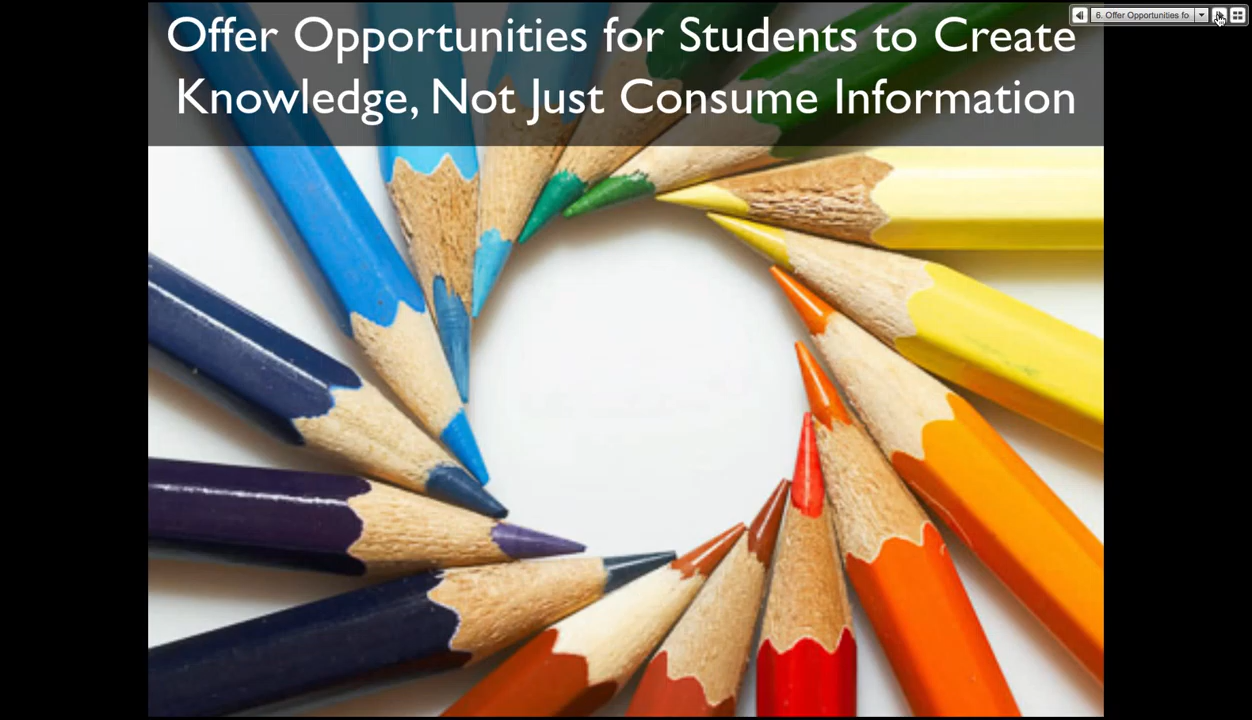 6. Offer Opportunities fo
Offer Opportunities for Students to Create
Knowledge, Not Just Consume Information